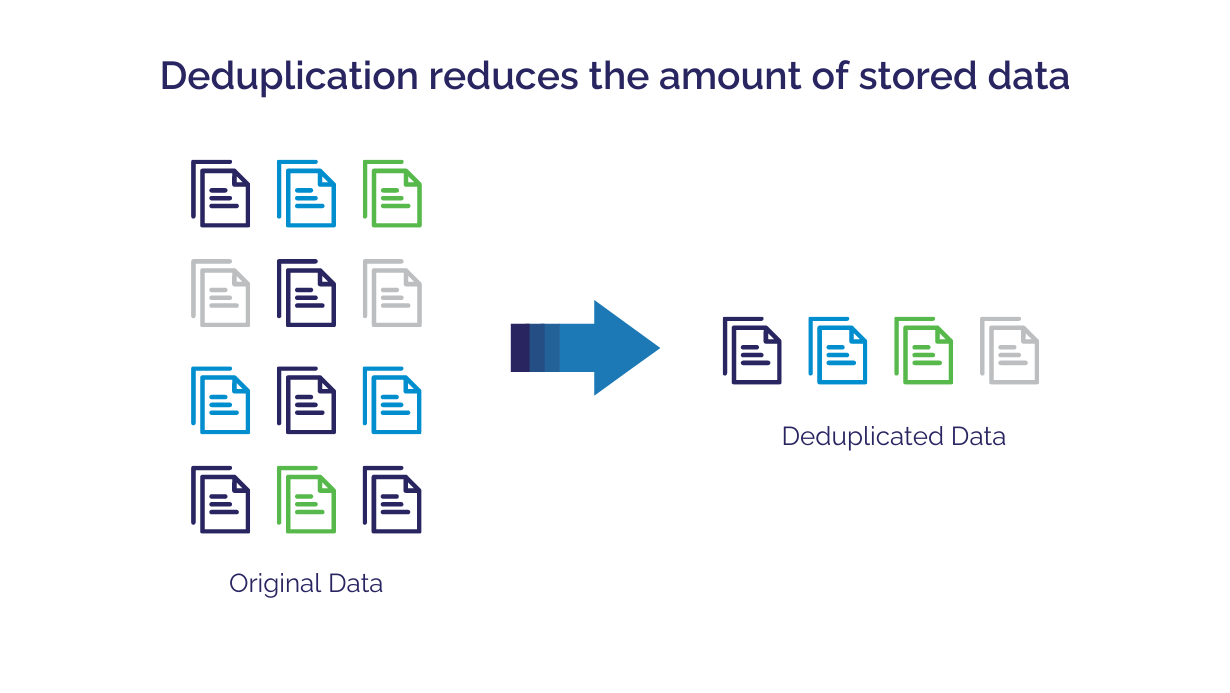 Deduplication reduces the amount of stored data
Deduplicated Data
Original Data